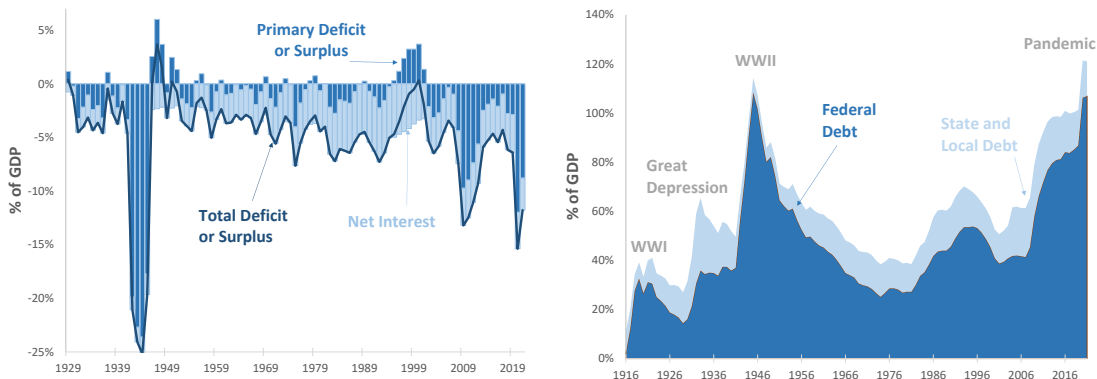 % of GDP
5%
0%
-5%
-10%
-15%
-20%
-25%
1929 1939 1949 1959 1969 1979 1989 1999 2009 2019
Primary Deficit
or Surplus
Total Deficit
or Surplus
Net Interest
% of GDP
140%
120%
100%
80%
60%
40%
20%
0%
1916 1926 1936 1946 1956 1966 1976 1986 1996 2006 2016
WWI
Great
Depression
WWII
Federal
Debt
State and
Local Debt
Pandemic